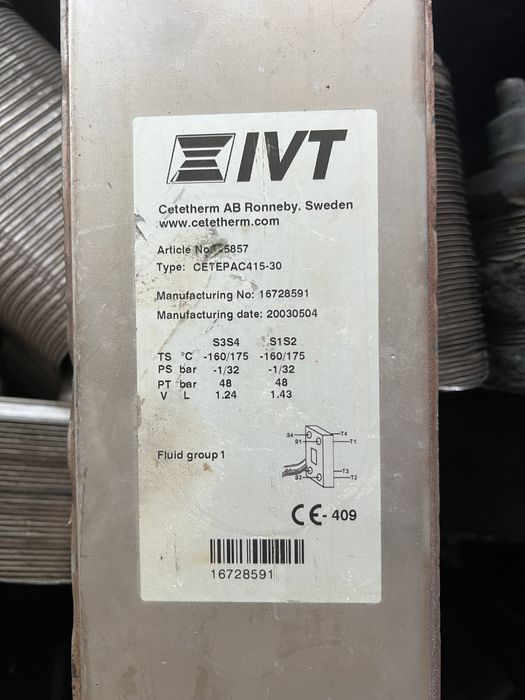 IVT
Cetetherm AB Ronneby. Sweden
www.cetetherm.com
Article No:
Type: CETEPAC415-30
Manufacturing No: 16728591
Manufacturing date: 20030504
S3S4 S1S2
TS °C -160/175 -160/175
PS bar -1/32 -1/32
PT bar 48 48
V L 1.24 1.43
Fluid group 1
S4 T4
S1 T1
T3
S2 T2
CE - 409
16728591